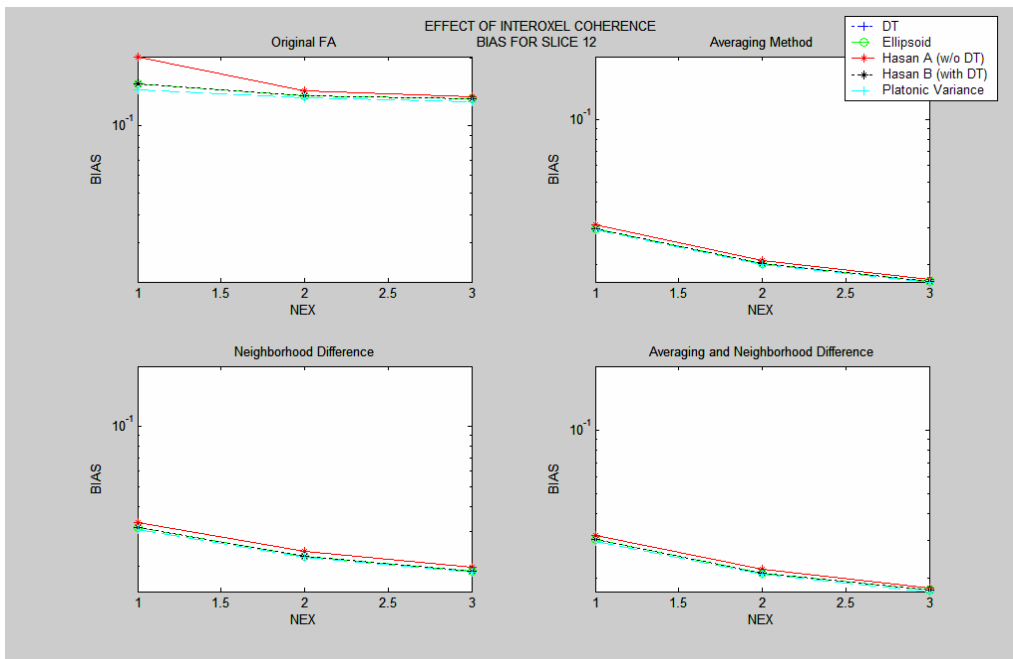 EFFECT OF INTEROXEL COHERENCE
BIAS FOR SLICE 12
DT
Ellipsoid
Hasan A (w/o DT)
Hasan B (with DT)
Platonic Variance
Original FA
10^-1
BIAS
1
1.5
2
2.5
3
NEX
Averaging Method
10^-1
BIAS
1
1.5
2
2.5
3
NEX
Neighborhood Difference
10^-1
BIAS
1
1.5
2
2.5
3
NEX
Averaging and Neighborhood Difference
10^-1
BIAS
1
1.5
2
2.5
3
NEX